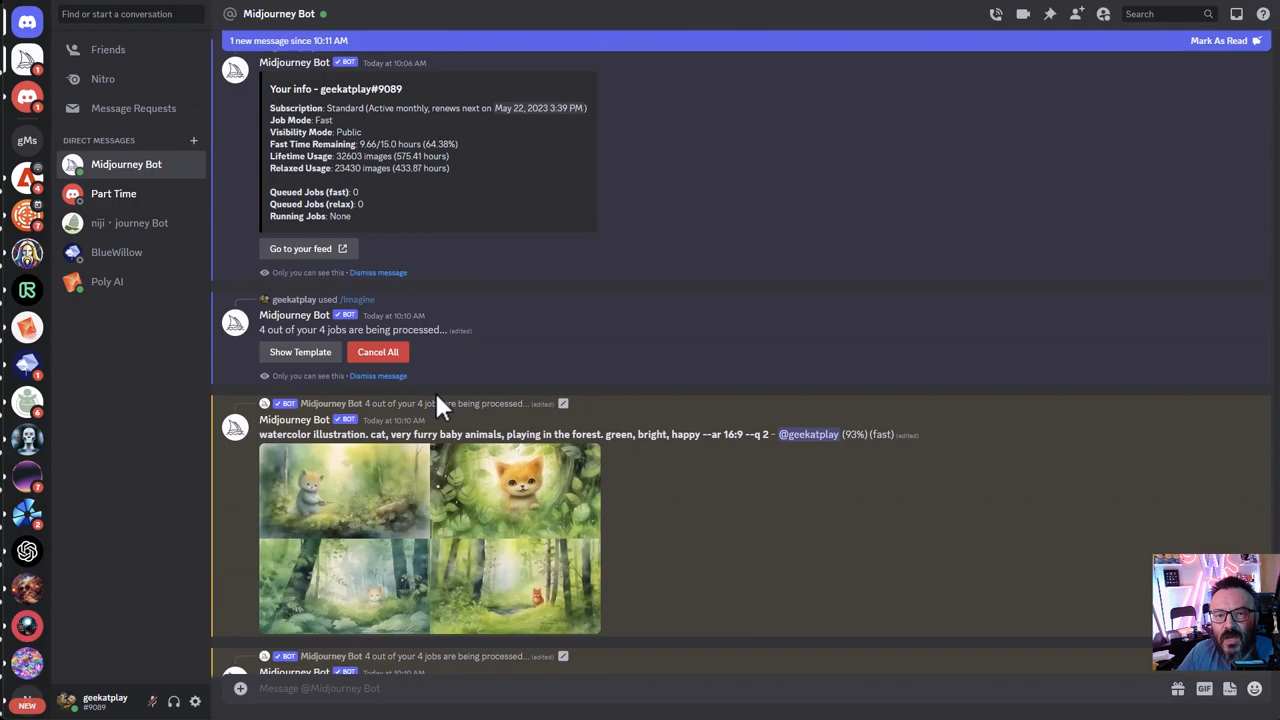 Find or start a conversation
Midjourney Bot
Search
Friends
Nitro
Message Requests
DIRECT MESSAGES
Midjourney Bot
Part Time
niji・journey Bot
BlueWillow
Poly AI
1
1
gMs
4
7
1
6
7
2
NEW
geekatplay
#9089
1 new message since 10:11 AM
Mark As Read
Midjourney Bot ✓ BOT Today at 10:06 AM
Your info - geekatplay#9089
Subscription: Standard (Active monthly, renews next on May 22, 2023 3:39 PM)
Job Mode: Fast
Visibility Mode: Public
Fast Time Remaining: 9.66/15.0 hours (64.38%)
Lifetime Usage: 32603 images (575.41 hours)
Relaxed Usage: 23430 images (433.87 hours)
Queued Jobs (fast): 0
Queued Jobs (relax): 0
Running Jobs: None
Go to your feed
Only you can see this • Dismiss message
geekatplay used /imagine
Midjourney Bot ✓ BOT Today at 10:10 AM
4 out of your 4 jobs are being processed... (edited)
Show Template Cancel All
Only you can see this • Dismiss message
✓ BOT Midjourney Bot 4 out of your 4 jobs are being processed... (edited)
Midjourney Bot ✓ BOT Today at 10:10 AM
watercolor illustration. cat, very furry baby animals, playing in the forest. green, bright, happy --ar 16:9 --q 2 - @geekatplay (93%) (fast) (edited)
✓ BOT Midjourney Bot 4 out of your 4 jobs are being processed... (edited)
Midjourney Bot ✓ BOT Today at 10:10 AM
Message @Midjourney Bot
GIF